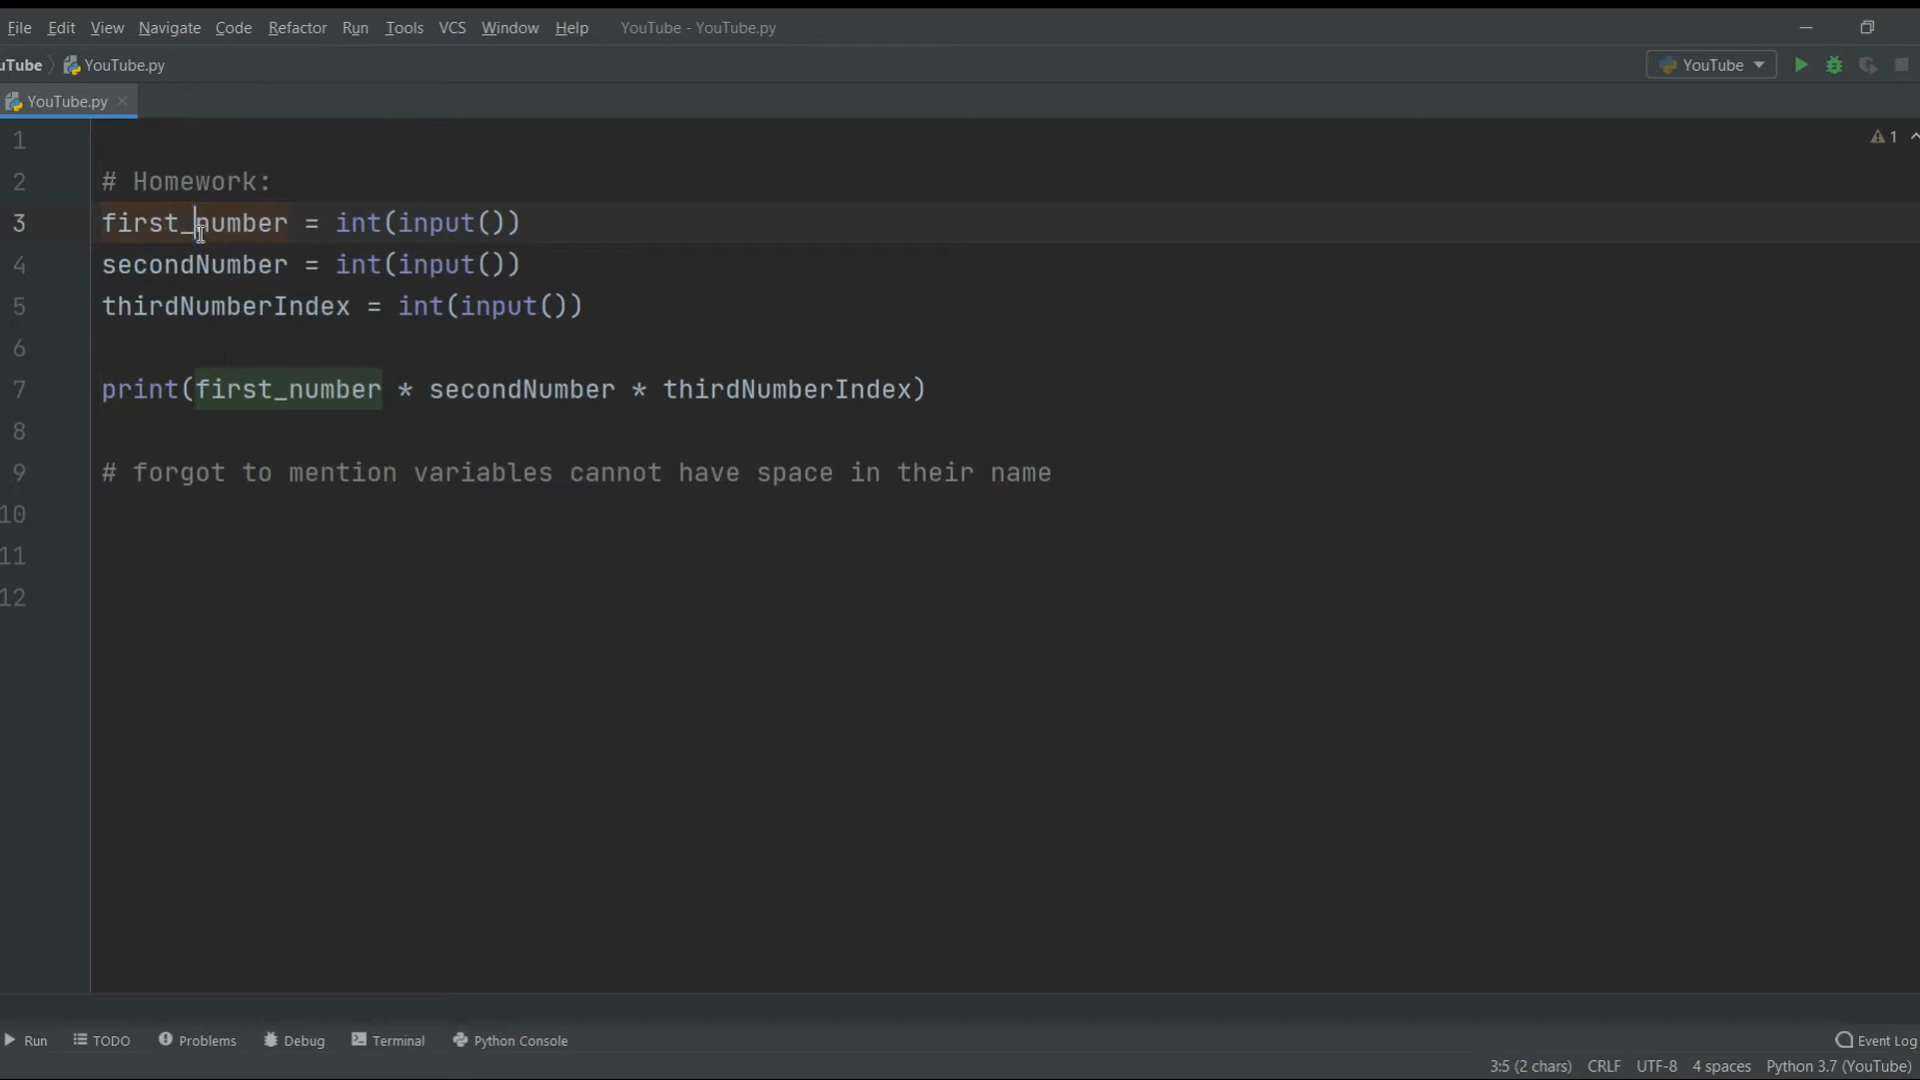 File Edit View Navigate Code Refactor Run Tools VCS Window Help YouTube - YouTube.py
uTube YouTube.py YouTube
YouTube.py
1
1
2 # Homework:
3 first_number = int(input())
4 secondNumber = int(input())
5 thirdNumberIndex = int(input())
6
7 print(first_number * secondNumber * thirdNumberIndex)
8
9 # forgot to mention variables cannot have space in their name
10
11
12
Run TODO Problems Debug Terminal Python Console Event Log
3:5 (2 chars) CRLF UTF-8 4 spaces Python 3.7 (YouTube)